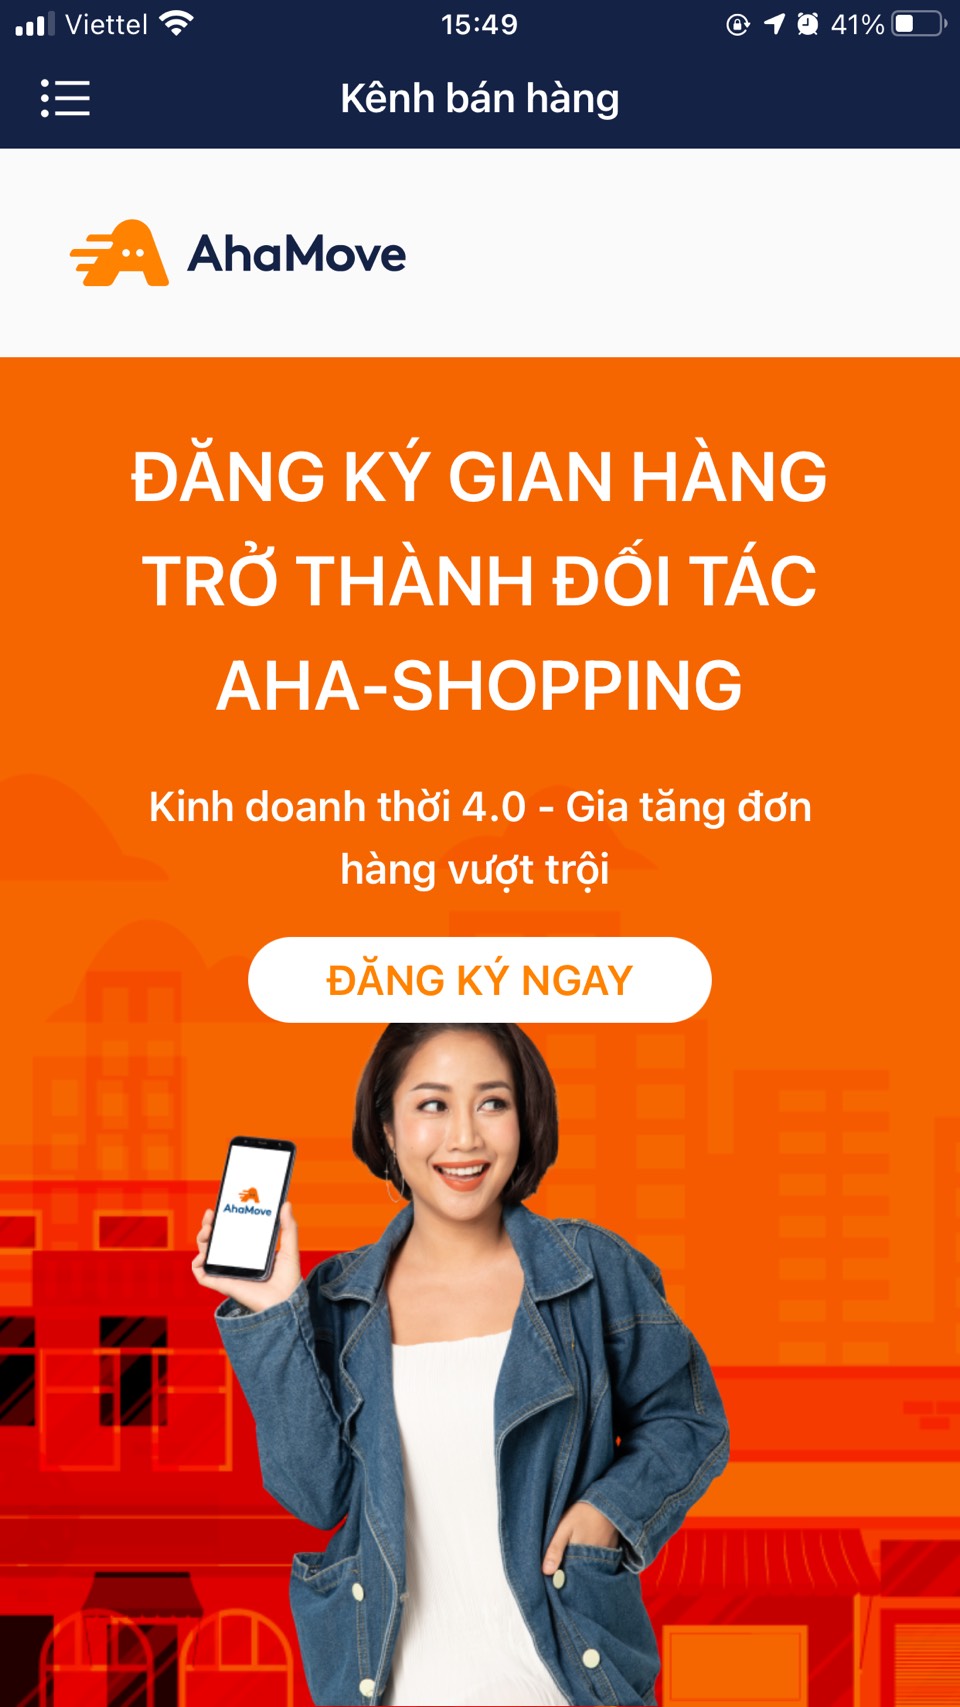 Viettel 15:49 41%
Kênh bán hàng
AhaMove
ĐĂNG KÝ GIAN HÀNG
TRỞ THÀNH ĐỐI TÁC
AHA-SHOPPING
Kinh doanh thời 4.0 - Gia tăng đơn
hàng vượt trội
ĐĂNG KÝ NGAY
AhaMove